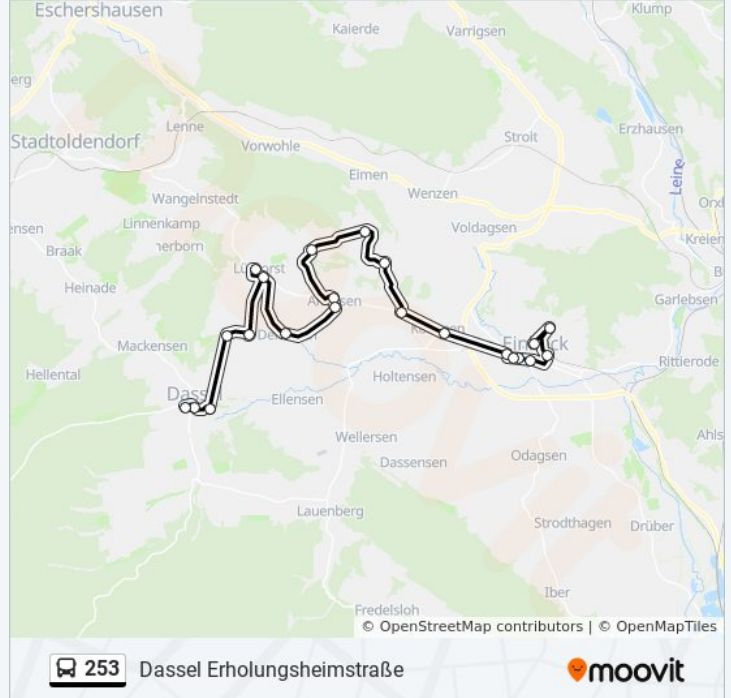 Eschershausen
Klump
Kaierde
Varrigsen
Lenne
Stadtoldendorf
Vorwohle
Stroit
Erzhausen
Eimen
Leine
Wenzen
Wangelnstedt
Linnenkamp
Voldagsen
Braak
Heinade
Garlebsen
Mackensen
Rittierode
Hellental
Holtensen
Ellensen
Wellersen
Dassensen
Odagsen
Lauenberg
Strodthagen
Drüber
Iber
Fredelsloh
© OpenStreetMap contributors | © OpenMapTiles
253 Dassel Erholungsheimstraße
moovit